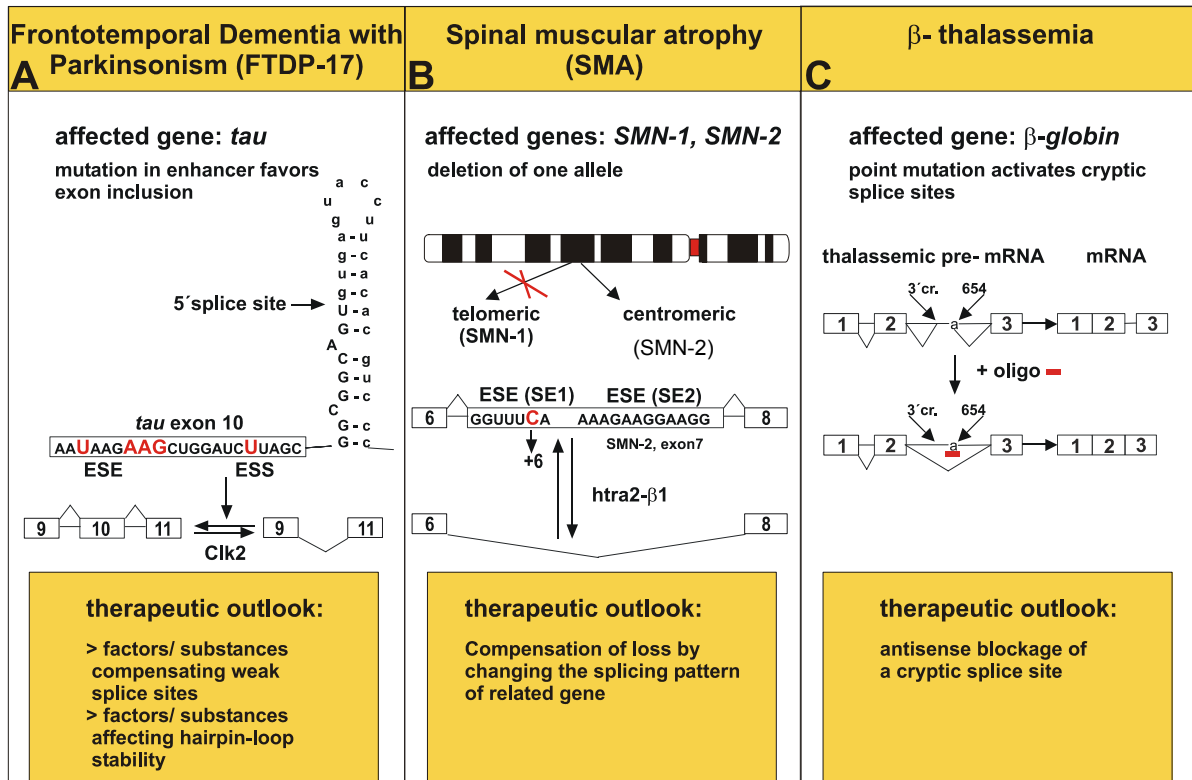 Frontotemporal Dementia with
Parkinsonism (FTDP-17)
A
affected gene: tau
mutation in enhancer favors
exon inclusion
a
u c
g u
a u
g - c
u - a
g - c
5´splice site
U - a
G - c
A
C - g
G - u
G - c
C
G - c
G - c
tau exon 10
AAUAAGAAGCUGGAUCUUAGC
ESE ESS
9 10 11 9 11
Clk2
therapeutic outlook:
> factors/ substances
compensating weak
splice sites
> factors/ substances
affecting hairpin-loop
stability
Spinal muscular atrophy
(SMA)
B
affected genes: SMN-1, SMN-2
deletion of one allele
telomeric centromeric
(SMN-1) (SMN-2)
ESE (SE1) ESE (SE2)
6 GGUUUCA AAAGAAGGAAGG 8
SMN-2, exon7
+6
htra2-β1
6 8
therapeutic outlook:
Compensation of loss by
changing the splicing pattern
of related gene
β- thalassemia
C
affected gene: β-globin
point mutation activates cryptic
splice sites
thalassemic pre- mRNA mRNA
3´cr. 654
1 2 a 3 1 2 3
+ oligo
3´cr. 654
1 2 a 3 1 2 3
therapeutic outlook:
antisense blockage of
a cryptic splice site